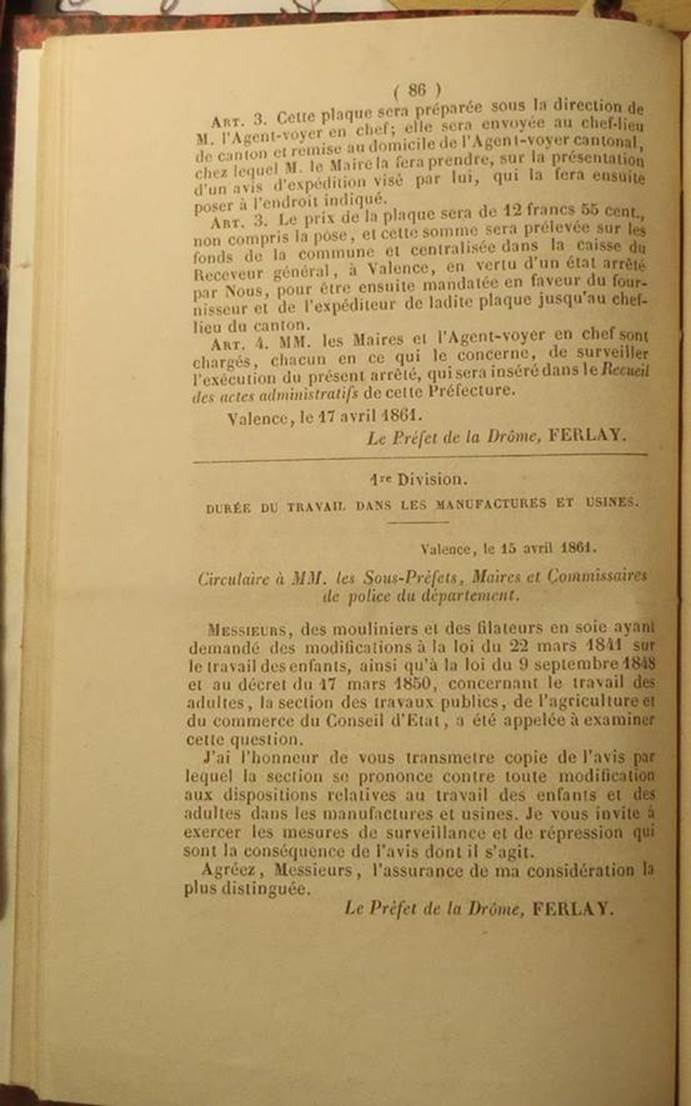 ( 86 )
ART. 3. Cette plaque sera préparée sous la direction de
M. l'Agent-voyer en chef; elle sera envoyée au chef-lieu
de canton et remise au domicile de l'Agent-voyer cantonal,
chez lequel M. le Maire la fera prendre, sur la présentation
d'un avis d'expédition visé par lui, qui la fera ensuite
poser à l'endroit indiqué.
ART. 3. Le prix de la plaque sera de 12 francs 55 cent.,
non compris la pose, et cette somme sera prélevée sur les
fonds de la commune et centralisée dans la caisse du
Receveur général, à Valence, en vertu d'un état arrêté
par Nous, pour être ensuite mandatée en faveur du four-
nisseur et de l'expéditeur de ladite plaque jusqu'au chef-
lieu du canton.
ART. 4. MM. les Maires et l'Agent-voyer en chef sont
chargés, chacun en ce qui le concerne, de surveiller
l'exécution du présent arrêté, qui sera inséré dans le Recueil
des actes administratifs de cette Préfecture.
Valence, le 17 avril 1861.
Le Préfet de la Drôme, FERLAY.
1re Division.
DURÉE DU TRAVAIL DANS LES MANUFACTURES ET USINES.
Valence, le 15 avril 1861.
Circulaire à MM. les Sous-Préfets, Maires et Commissaires
de police du département.
MESSIEURS, des mouliniers et des filateurs en soie ayant
demandé des modifications à la loi du 22 mars 1841 sur
le travail des enfants, ainsi qu'à la loi du 9 septembre 1848
et au décret du 17 mars 1850, concernant le travail des
adultes, la section des travaux publics, de l'agriculture et
du commerce du Conseil d'Etat, a été appelée à examiner
cette question.
J'ai l'honneur de vous transmetre copie de l'avis par
lequel la section se prononce contre toute modification
aux dispositions relatives au travail des enfants et des
adultes dans les manufactures et usines. Je vous invite à
exercer les mesures de surveillance et de répression qui
sont la conséquence de l'avis dont il s'agit.
Agréez, Messieurs, l'assurance de ma considération la
plus distinguée.
Le Préfet de la Drôme, FERLAY.